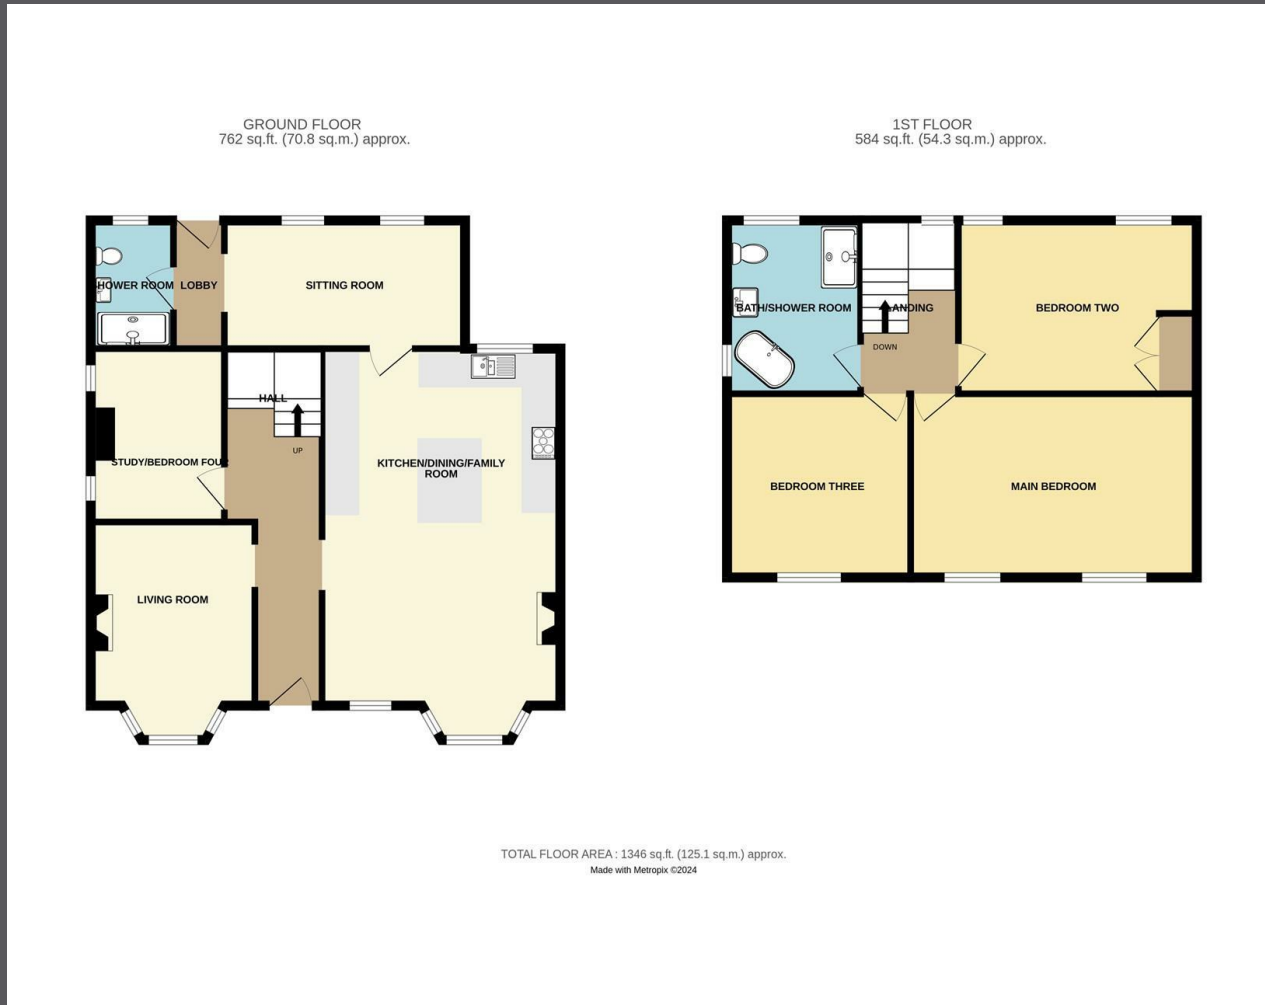 GROUND FLOOR
762 sq.ft. (70.8 sq.m.) approx.
1ST FLOOR
584 sq.ft. (54.3 sq.m.) approx.
HOWER ROOM
LOBBY
SITTING ROOM
HALL
UP
STUDY/BEDROOM FOUR
KITCHEN/DINING/FAMILY
ROOM
LIVING ROOM
BATH/SHOWER ROOM
LANDING
DOWN
BEDROOM TWO
BEDROOM THREE
MAIN BEDROOM
TOTAL FLOOR AREA : 1346 sq.ft. (125.1 sq.m.) approx.
Made with Metropix ©2024